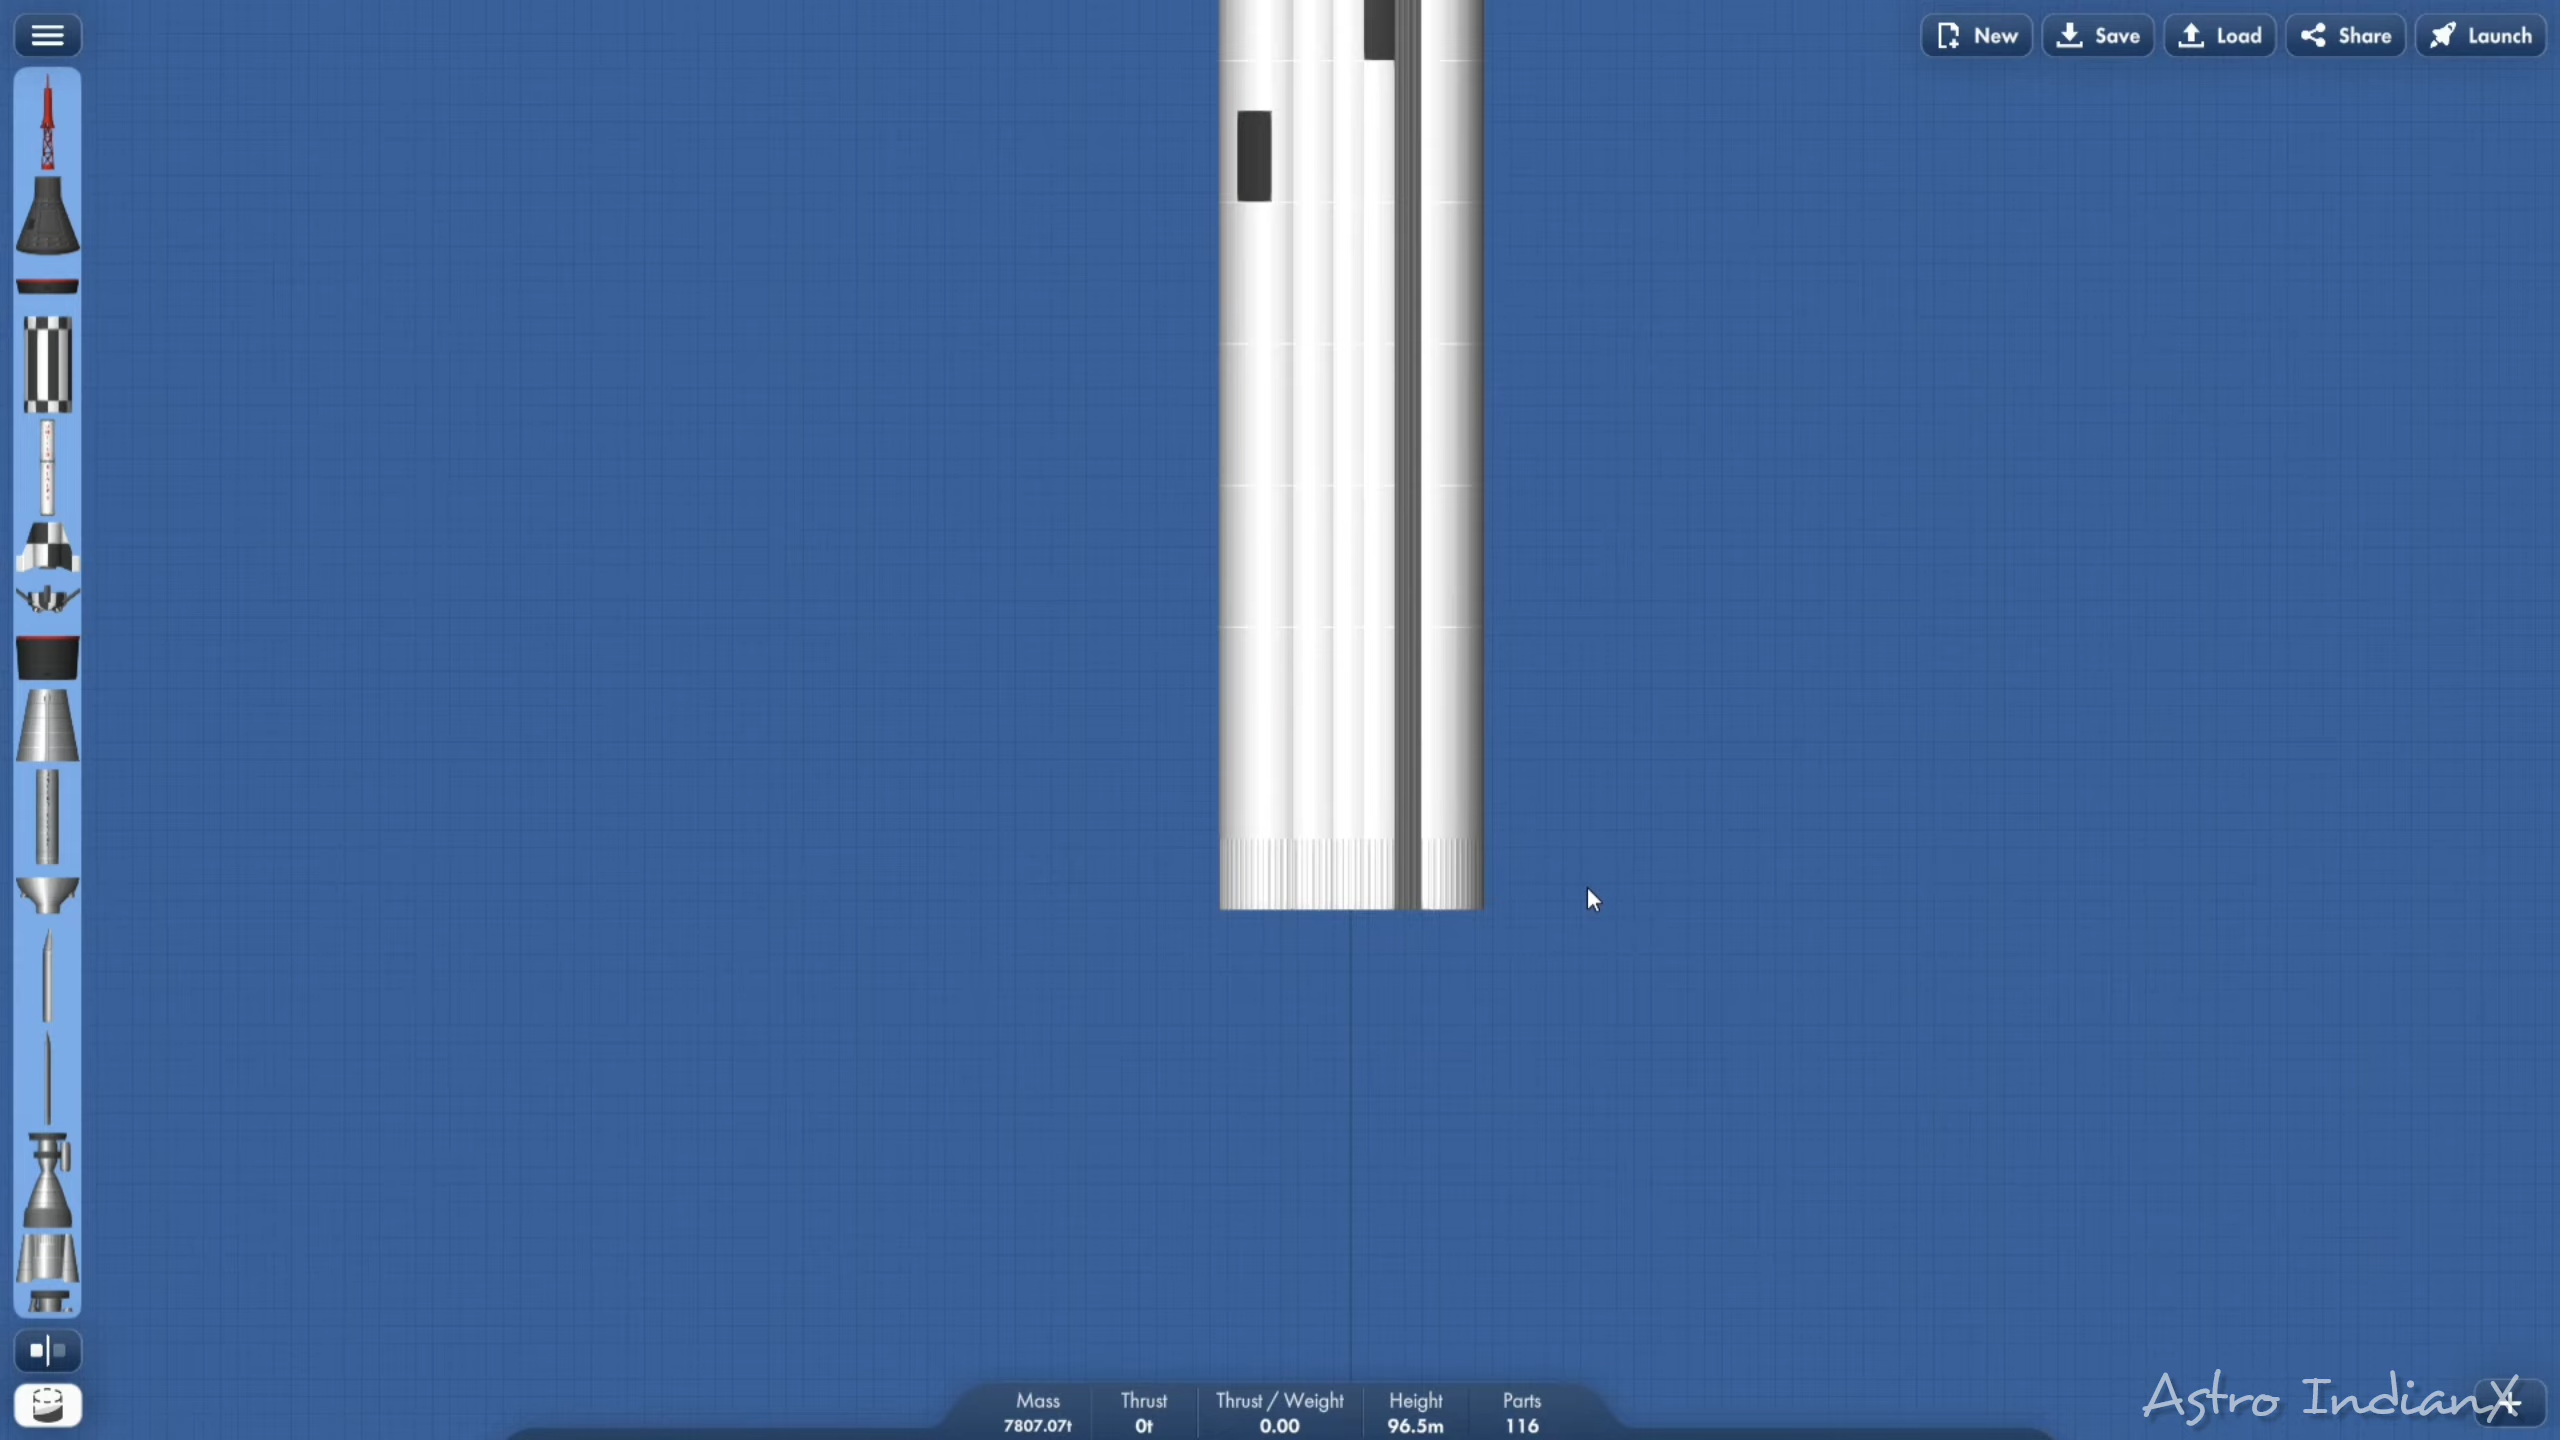 New
Save
Load
Share
Launch
Mass
Thrust
Thrust / Weight
Height
Parts
7807.07t
0t
0.00
96.5m
116
Astro IndianX